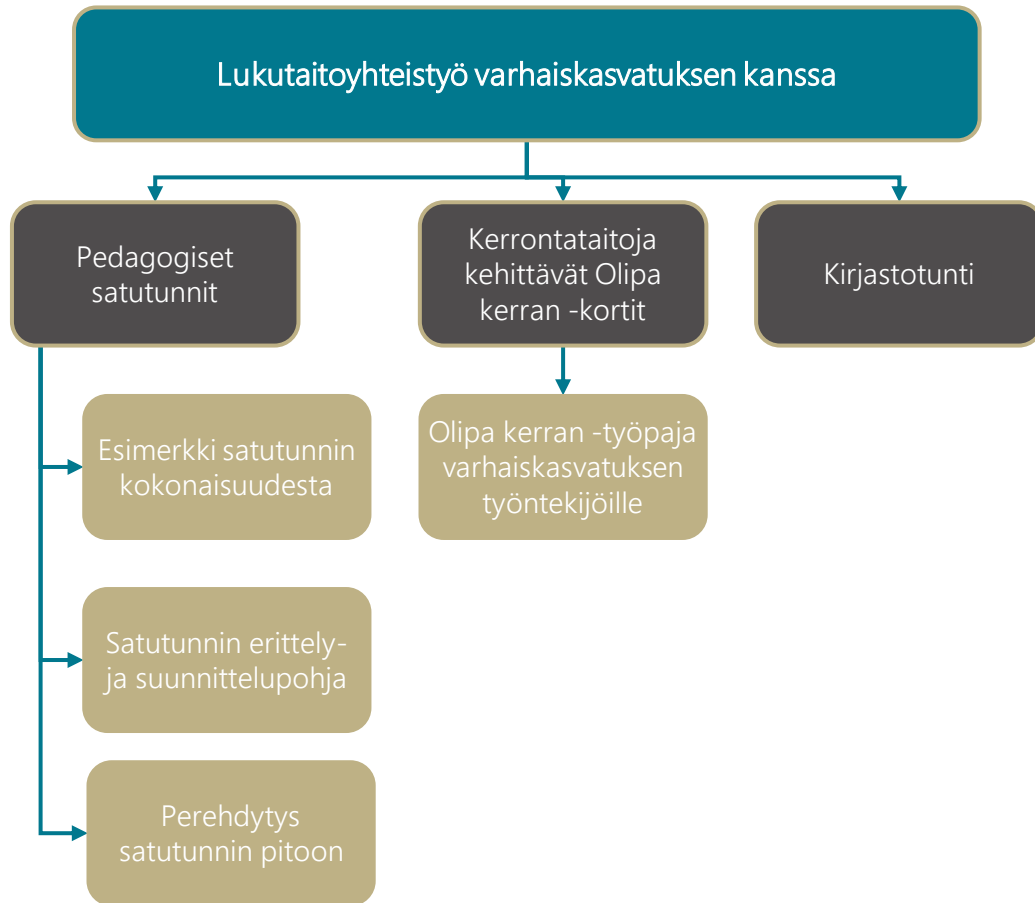 Lukutaitoyhteistyö varhaiskasvatuksen kanssa
Pedagogiset
satutunnit
Kerrontataitoja
kehittävät Olipa
kerran -kortit
Kirjastotunti
Esimerkki satutunnin
kokonaisuudesta
Olipa kerran -työpaja
varhaiskasvatuksen
työntekijöille
Satutunnin erittely-
ja suunnittelupohja
Perehdytys
satutunnin pitoon